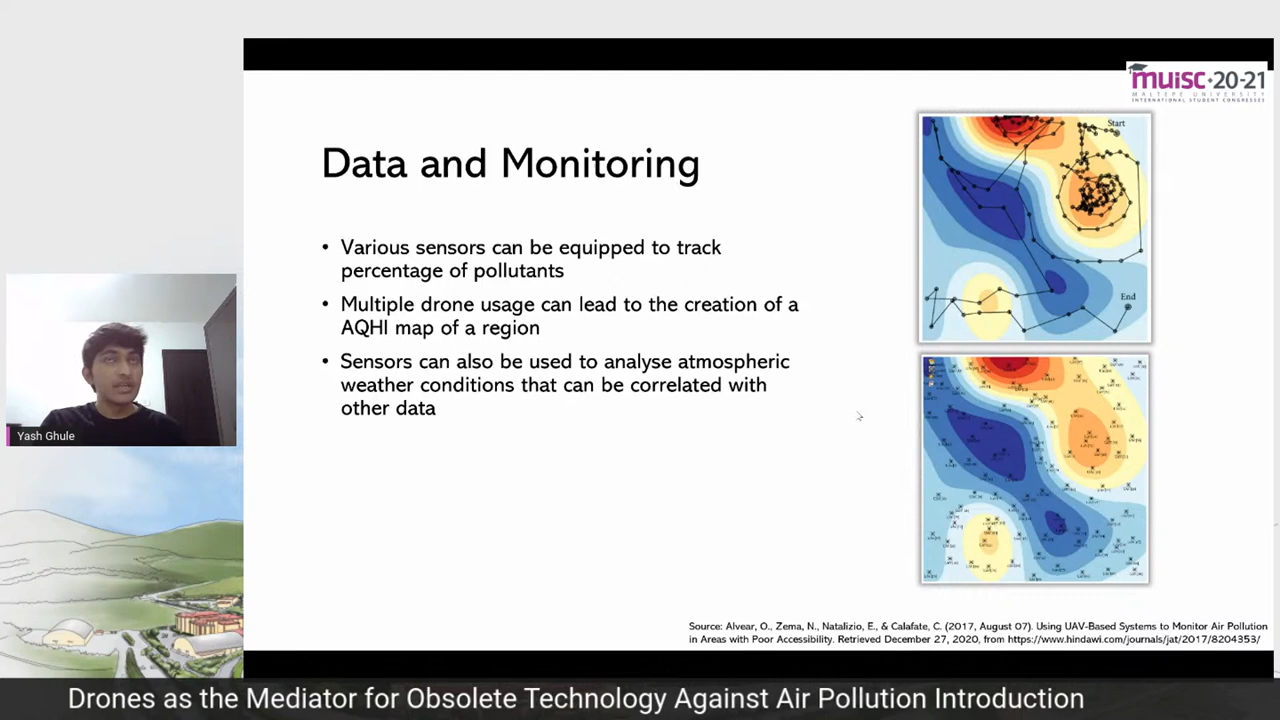 muisc•20-21
MALTEPE UNIVERSITY
INTERNATIONAL STUDENT CONGRESSES
Data and Monitoring
• Various sensors can be equipped to track
percentage of pollutants
• Multiple drone usage can lead to the creation of a
AQHI map of a region
• Sensors can also be used to analyse atmospheric
weather conditions that can be correlated with
other data
Start
End
Yash Ghule
Source: Alvear, O., Zema, N., Natalizio, E., & Calafate, C. (2017, August 07). Using UAV-Based Systems to Monitor Air Pollution
in Areas with Poor Accessibility. Retrieved December 27, 2020, from https://www.hindawi.com/journals/jat/2017/8204353/
Drones as the Mediator for Obsolete Technology Against Air Pollution Introduction